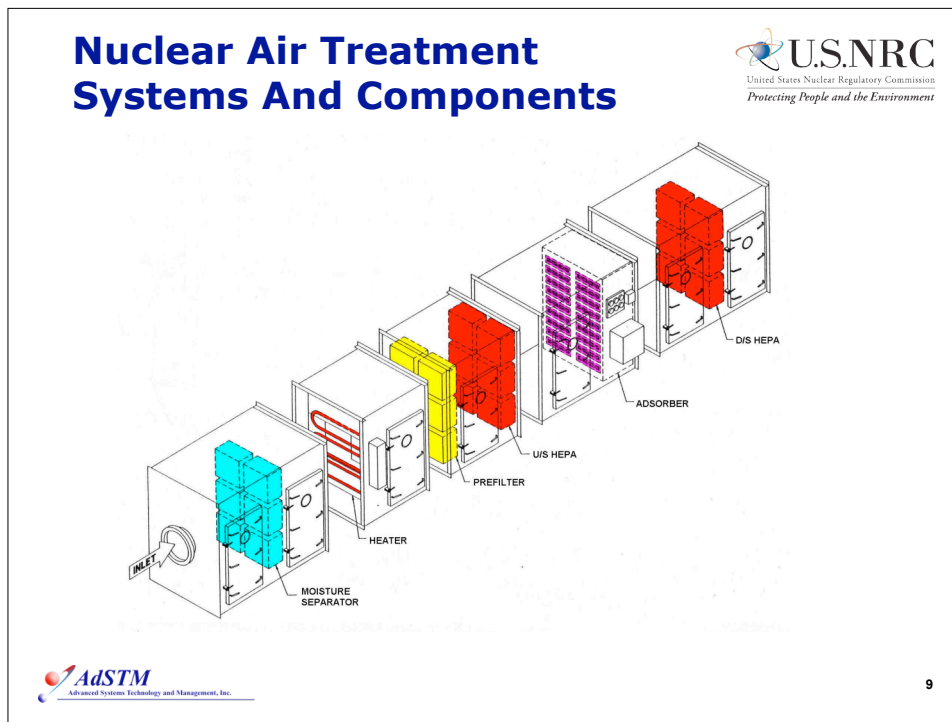 Nuclear Air Treatment
Systems And Components
U.S.NRC
United States Nuclear Regulatory Commission
Protecting People and the Environment
D/S HEPA
ADSORBER
U/S HEPA
PREFILTER
HEATER
INLET
MOISTURE
SEPARATOR
AdSTM
Advanced Systems Technology and Management, Inc.
9